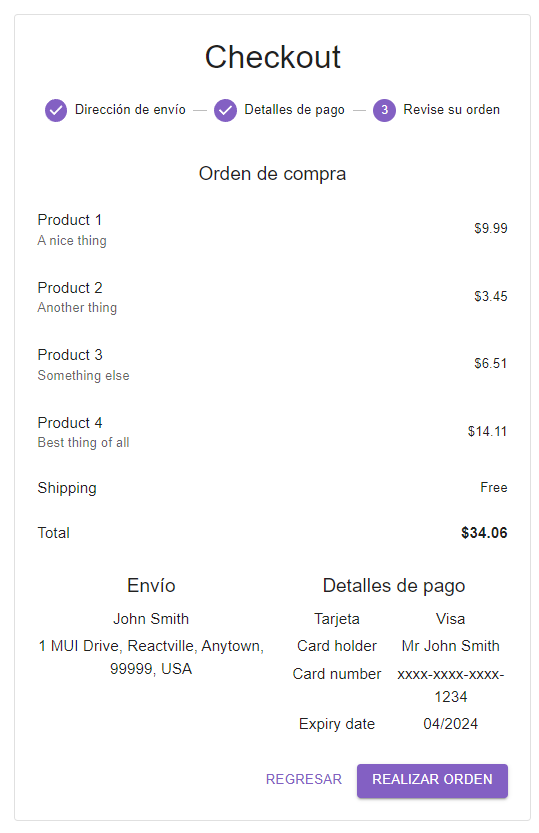 Checkout
Dirección de envío
Detalles de pago
3 Revise su orden
Orden de compra
Product 1
A nice thing
$9.99
Product 2
Another thing
$3.45
Product 3
Something else
$6.51
Product 4
Best thing of all
$14.11
Shipping Free
Total $34.06
Envío
John Smith
1 MUI Drive, Reactville, Anytown,
99999, USA
Detalles de pago
Tarjeta Visa
Card holder Mr John Smith
Card number xxxx-xxxx-xxxx-
1234
Expiry date 04/2024
REGRESAR REALIZAR ORDEN